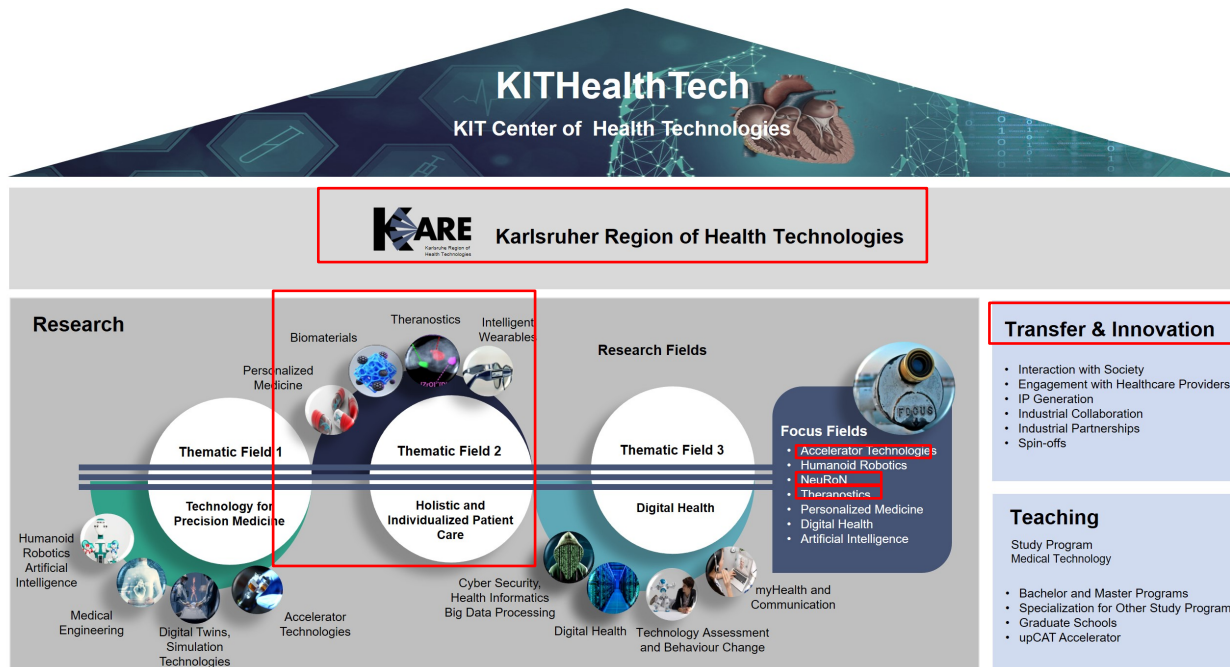 KITHealthTech
KIT Center of Health Technologies
KARE
Karlsruhe Region of
Health Technologies
Karlsruher Region of Health Technologies
Research
Personalized
Medicine
Biomaterials
Theranostics
Intelligent
Wearables
Research Fields
Thematic Field 1
Technology for
Precision Medicine
Thematic Field 2
Holistic and
Individualized Patient
Care
Thematic Field 3
Digital Health
Humanoid
Robotics
Artificial
Intelligence
Medical
Engineering
Digital Twins,
Simulation
Technologies
Accelerator
Technologies
Cyber Security,
Health Informatics
Big Data Processing
Digital Health
Technology Assessment
and Behaviour Change
myHealth and
Communication
FOCUS
Focus Fields
• Accelerator Technologies
• Humanoid Robotics
• NeuRoN
• Theranostics
• Personalized Medicine
• Digital Health
• Artificial Intelligence
Transfer & Innovation
• Interaction with Society
• Engagement with Healthcare Providers
• IP Generation
• Industrial Collaboration
• Industrial Partnerships
• Spin-offs
Teaching
Study Program
Medical Technology
• Bachelor and Master Programs
• Specialization for Other Study Program
• Graduate Schools
• upCAT Accelerator